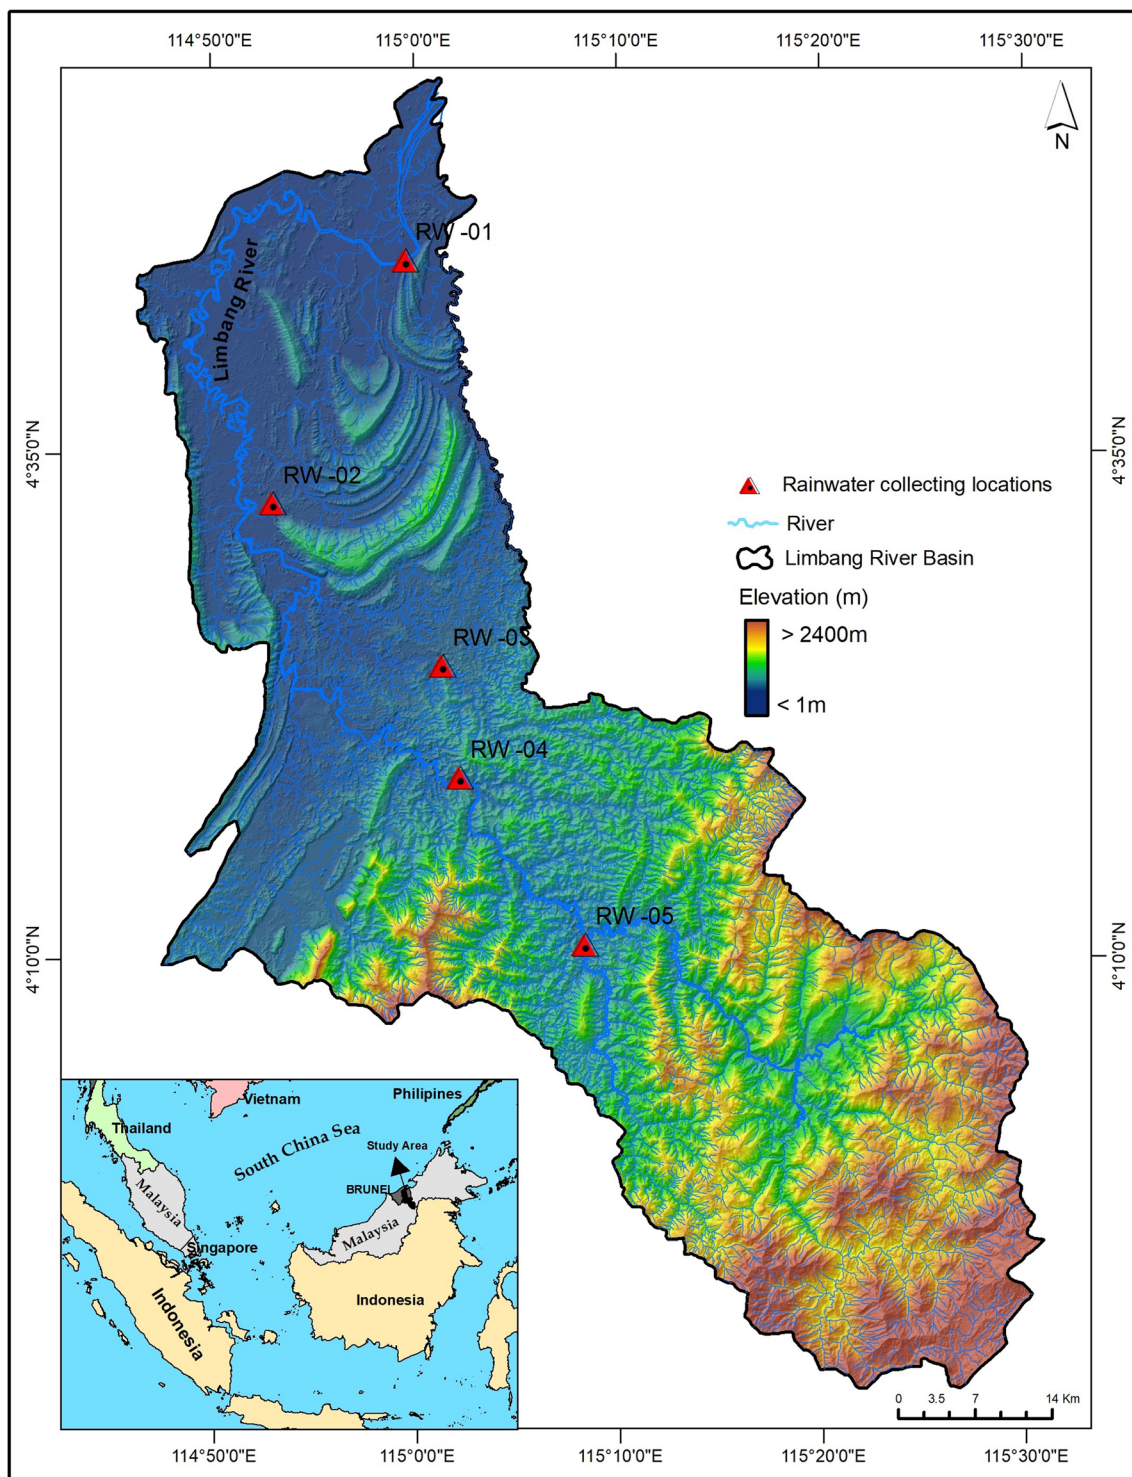 114°50'0"E 115°0'0"E 115°10'0"E 115°20'0"E 115°30'0"E
N
RW -01
Limbang River
4°35'0"N
4°35'0"N
RW -02
Rainwater collecting locations
River
Limbang River Basin
Elevation (m)
> 2400m
< 1m
RW -03
RW -04
RW -05
4°10'0"N
4°10'0"N
Vietnam
Philipines
Thailand
South China Sea
Study Area
BRUNEI
Malaysia
Malaysia
Singapore
Indonesia
Indonesia
0 3.5 7 14 Km
114°50'0"E 115°0'0"E 115°10'0"E 115°20'0"E 115°30'0"E